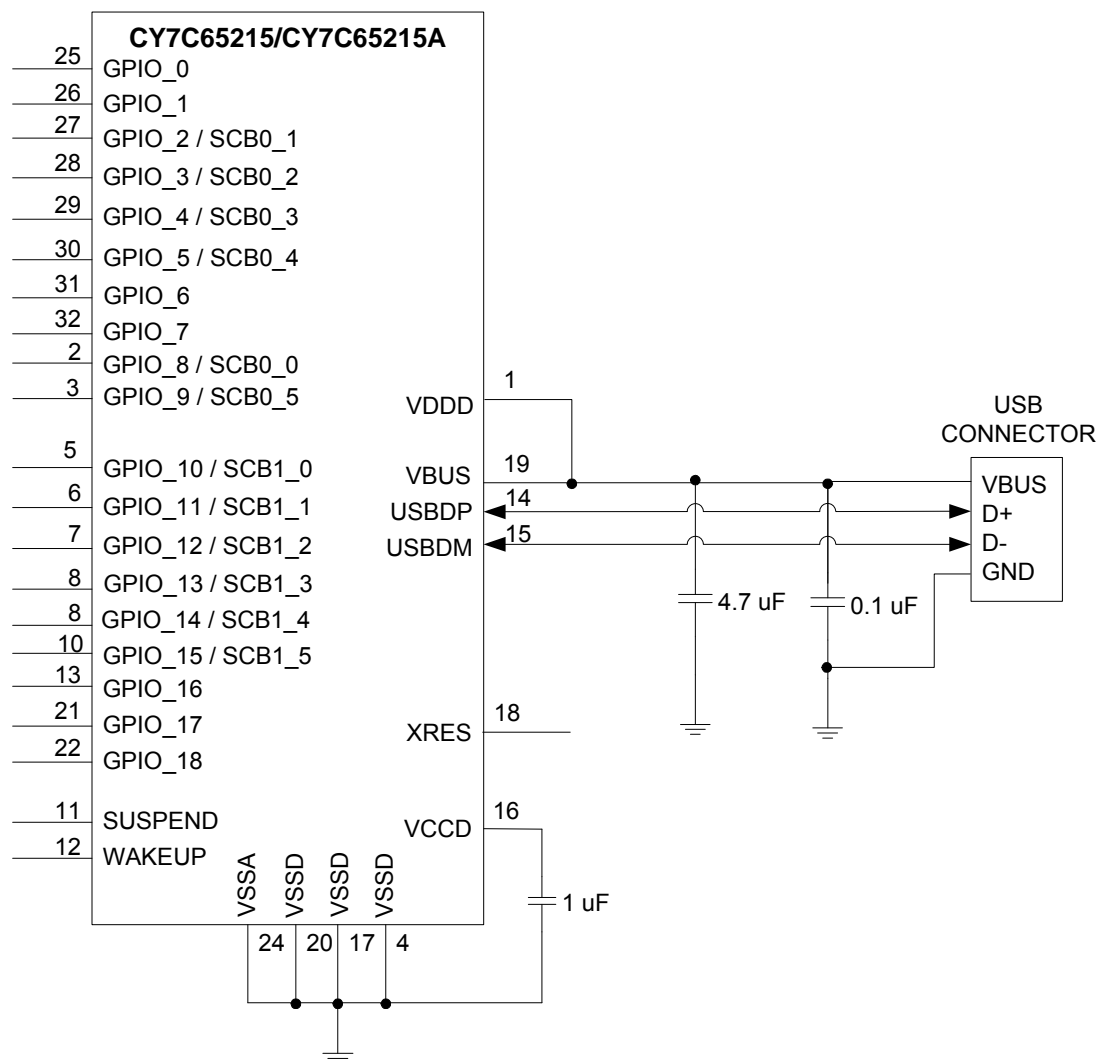 CY7C65215/CY7C65215A
25
GPIO_0
26
GPIO_1
27
GPIO_2 / SCB0_1
28
GPIO_3 / SCB0_2
29
GPIO_4 / SCB0_3
30
GPIO_5 / SCB0_4
31
GPIO_6
32
GPIO_7
2
GPIO_8 / SCB0_0
3
GPIO_9 / SCB0_5
5
GPIO_10 / SCB1_0
6
GPIO_11 / SCB1_1
7
GPIO_12 / SCB1_2
8
GPIO_13 / SCB1_3
8
GPIO_14 / SCB1_4
10
GPIO_15 / SCB1_5
13
GPIO_16
21
GPIO_17
22
GPIO_18
11
SUSPEND
12
WAKEUP
VDDD
1
VBUS
19
USBDP
14
USBDM
15
XRES
18
VCCD
16
VSSA
VSSD
VSSD
VSSD
24
20
17
4
1 uF
4.7 uF
0.1 uF
USB
CONNECTOR
VBUS
D+
D-
GND